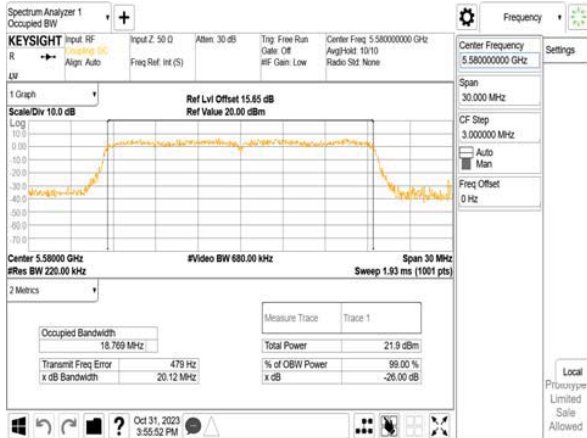 Spectrum Analyzer 1
Occupied BW
+
Frequency
KEYSIGHT Input: RF Input Z: 50 Ω Atten: 30 dB Trig: Free Run Center Freq: 5.580000000 GHz
R Coupling: DC Gate: Off Avg|Hold: 10/10
Align: Auto Freq Ref: Int (S) #IF Gain: Low Radio Std: None
Center Frequency
5.580000000 GHz
Settings
Span
30.000 MHz
CF Step
3.000000 MHz
Auto
Man
Freq Offset
0 Hz
1 Graph
Ref Lvl Offset 15.65 dB
Scale/Div 10.0 dB Ref Value 20.00 dBm
Log
10.0
0.00
-10.0
-20.0
-30.0
-40.0
-50.0
-60.0
-70.0
Center 5.58000 GHz #Video BW 680.00 kHz Span 30 MHz
#Res BW 220.00 kHz Sweep 1.93 ms (1001 pts)
2 Metrics
Measure Trace Trace 1
Occupied Bandwidth
18.769 MHz
Total Power 21.9 dBm
Transmit Freq Error 479 Hz % of OBW Power 99.00 %
x dB Bandwidth 20.12 MHz x dB -26.00 dB
Local
Prototype
Limited
Sale
Allowed
?
Oct 31, 2023
3:55:52 PM